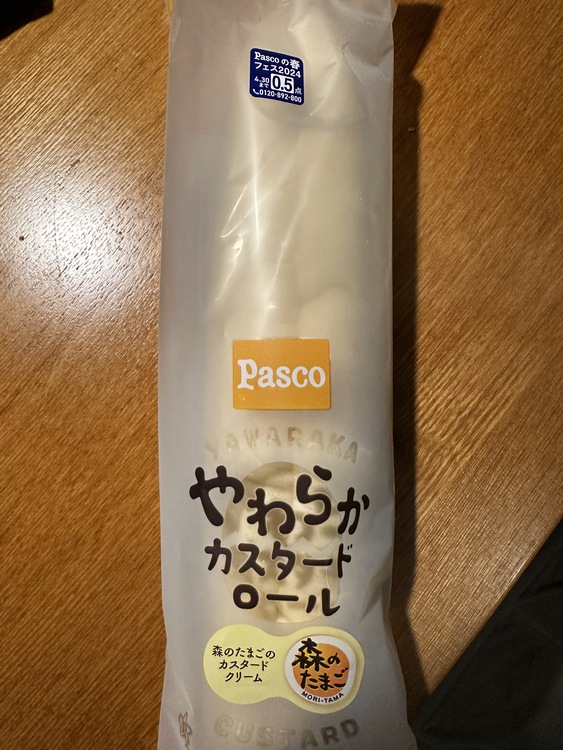 Pascoの春
フェス2024
4.30
まで
0.5点
0120-892-800
Pasco
YAWARAKA
やわらか
カスタード
ロール
森のたまごの
カスタード
クリーム
森の
たまご
MORI-TAMA
CUSTARD